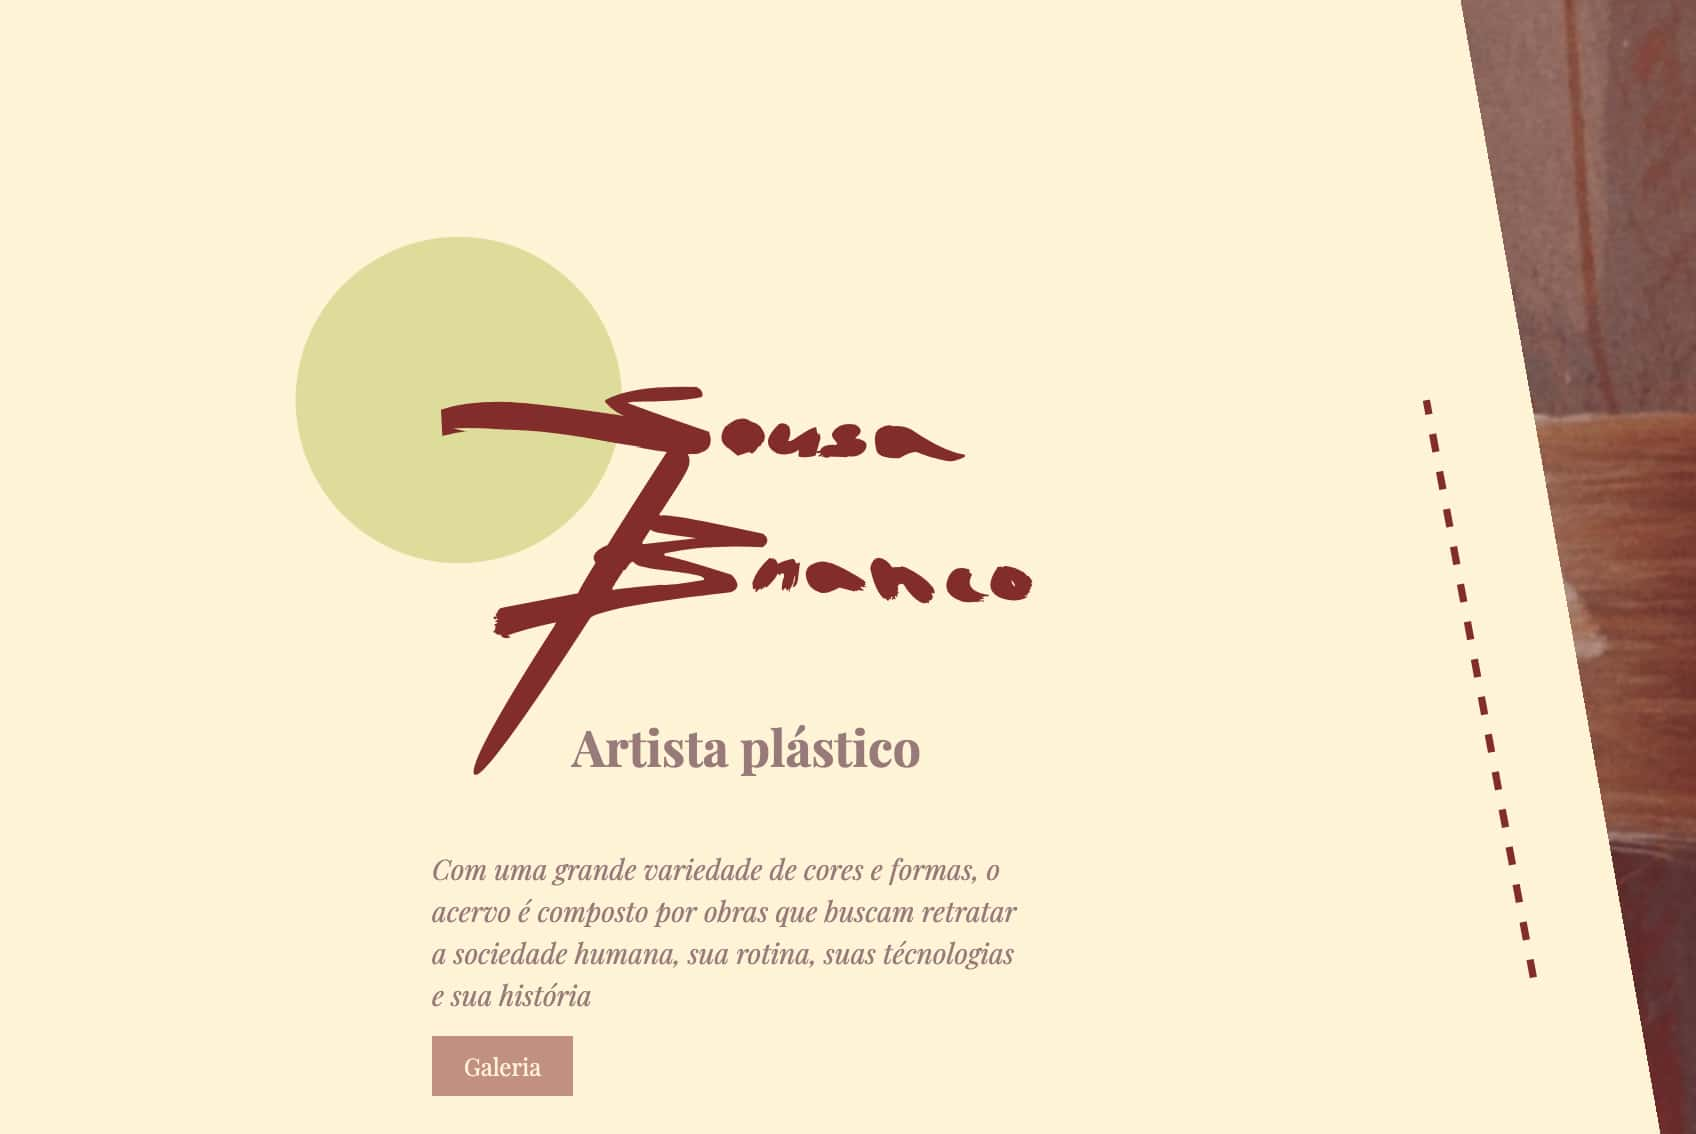 Sousa
Branco
Artista plástico
Com uma grande variedade de cores e formas, o
acervo é composto por obras que buscam retratar
a sociedade humana, sua rotina, suas técnologias
e sua história
Galeria